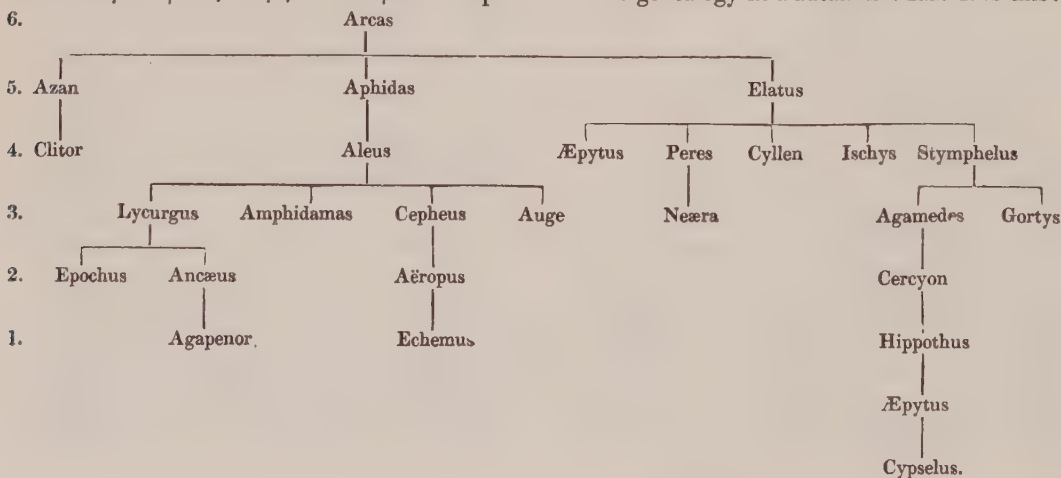 6. Arcas
5. Azan Aphidas Elatus
4. Clitor Aleus Æpytus Peres Cyllen Ischys Stymphelus
3. Lycurgus Amphidamas Cepheus Auge Neæra Agamedes Gortys
2. Epochus Ancæus Aëropus Cercyon
1. Agapenor. Echemus Hippothus
Æpytus
Cypselus.